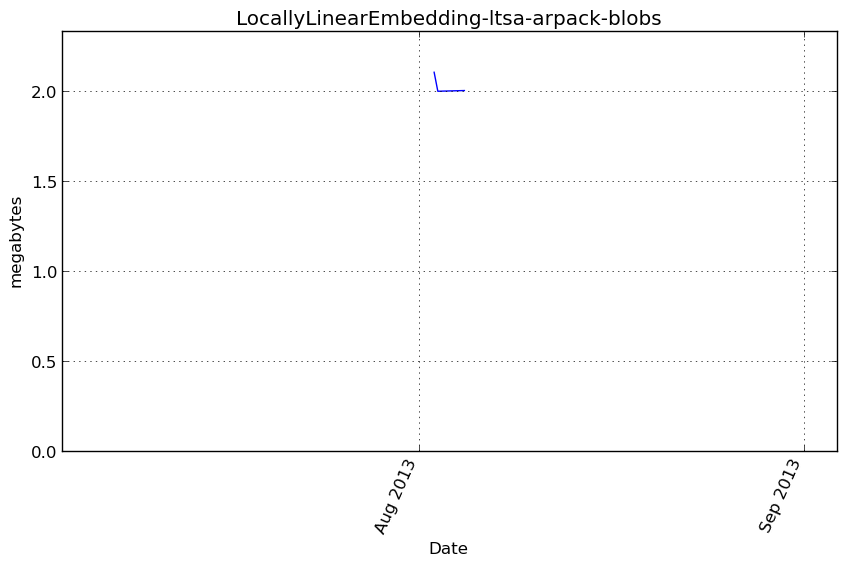 LocallyLinearEmbedding-ltsa-arpack-blobs
2.0
1.5
1.0
0.5
0.0
megabytes
Aug 2013
Sep 2013
Date